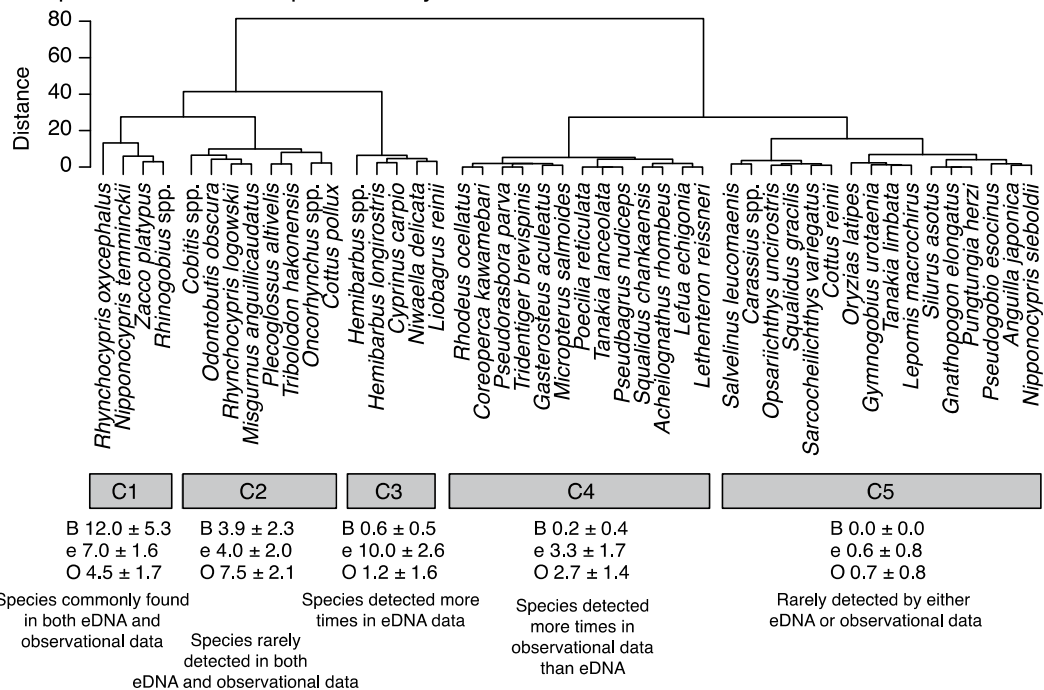 80
60
40
20
0
Distance
Rhynchocypris oxycephalus
Nipponocypris temminckii
Zacco platypus
Rhinogobius spp.
Cobitis spp.
Odontobutis obscura
Rhynchocypris logowskii
Misgurnus anguilicaudatus
Plecoglossus altivelis
Tribolodon hakonensis
Oncorhynchus spp.
Cottus pollux
Hemibarbus spp.
Hemibarbus longirostris
Cyprinus carpio
Niwaella delicata
Liobagrus reinii
Rhodeus ocellatus
Coreoperca kawamebari
Pseudorasbora parva
Tridentiger brevispinis
Gasterosteus aculeatus
Micropterus salmoides
Poecilia reticulata
Tanakia lanceolata
Pseudbagrus nudiceps
Squalidus chankaensis
Acheilognathus rhombeus
Lefua echigonia
Lethenteron reissneri
Salvelinus leucomaenis
Carassius spp.
Opsariichthys uncirostris
Squalidus gracilis
Sarcocheilichthys variegatus
Cottus reinii
Oryzias latipes
Gymnogobius urotaenia
Tanakia limbata
Lepomis macrochirus
Silurus asotus
Gnathopogon elongatus
Pungtungia herzi
Pseudogobio esocinus
Anguilla japonica
Nipponocypris sieboldii
C1 C2 C3 C4 C5
B 12.0 ± 5.3 B 3.9 ± 2.3 B 0.6 ± 0.5 B 0.2 ± 0.4 B 0.0 ± 0.0
e 7.0 ± 1.6 e 4.0 ± 2.0 e 10.0 ± 2.6 e 3.3 ± 1.7 e 0.6 ± 0.8
O 4.5 ± 1.7 O 7.5 ± 2.1 O 1.2 ± 1.6 O 2.7 ± 1.4 O 0.7 ± 0.8
Species commonly found
in both eDNA and
observational data
Species rarely
detected in both
eDNA and observational data
Species detected more
times in eDNA data
Species detected
more times in
observational data
than eDNA
Rarely detected by either
eDNA or observational data